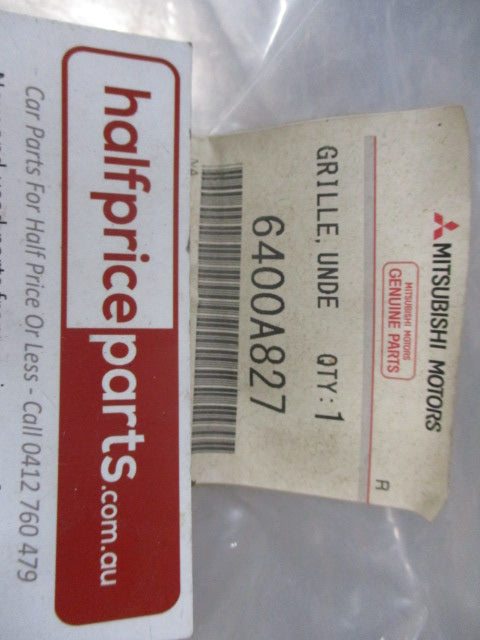 MITSUBISHI MOTORS
MITSUBISHI MOTORS
GENUINE PARTS
R
GRILLE, UNDE QTY: 1
6400A827
halfpriceparts.com.au
Car Parts For Half Price Or Less - Call 0412 760 479